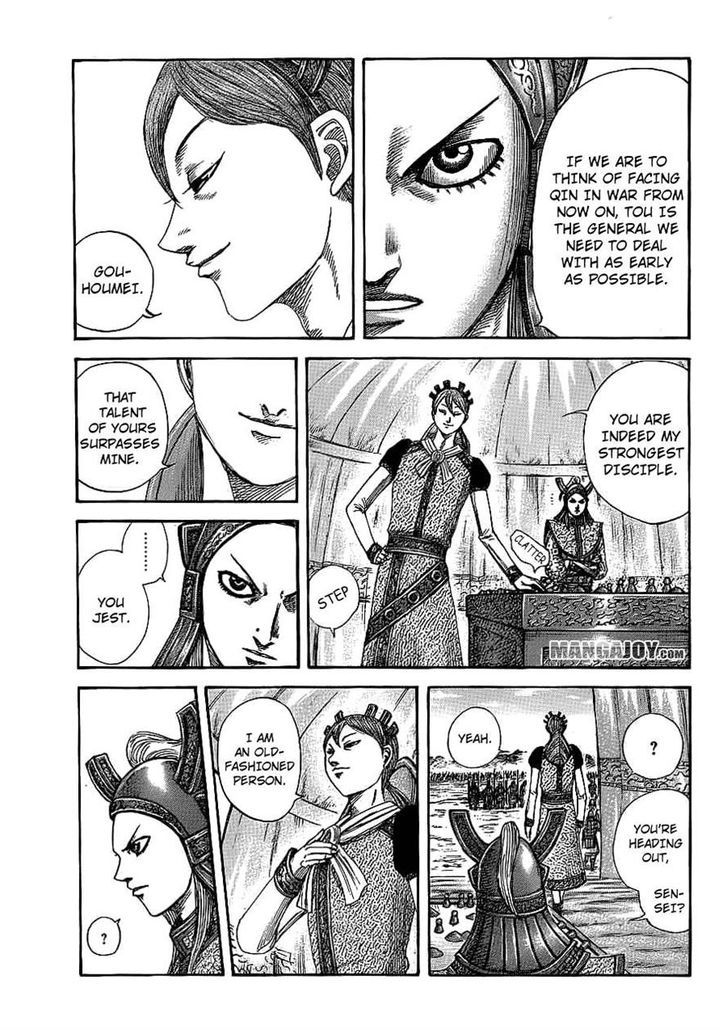 IF WE ARE TO
THINK OF FACING
QIN IN WAR FROM
NOW ON, TOU IS
THE GENERAL WE
NEED TO DEAL
WITH AS EARLY
AS POSSIBLE.
GOU-
HOUMEI.
YOU ARE
INDEED MY
STRONGEST
DISCIPLE.
CLATTER
STEP
MANGAJOY.COM
THAT
TALENT
OF YOURS
SURPASSES
MINE.
........
YOU
JEST.
?
YOU'RE
HEADING
OUT,
SEN-
SEI?
YEAH.
I AM
AN OLD-
FASHIONED
PERSON.
?